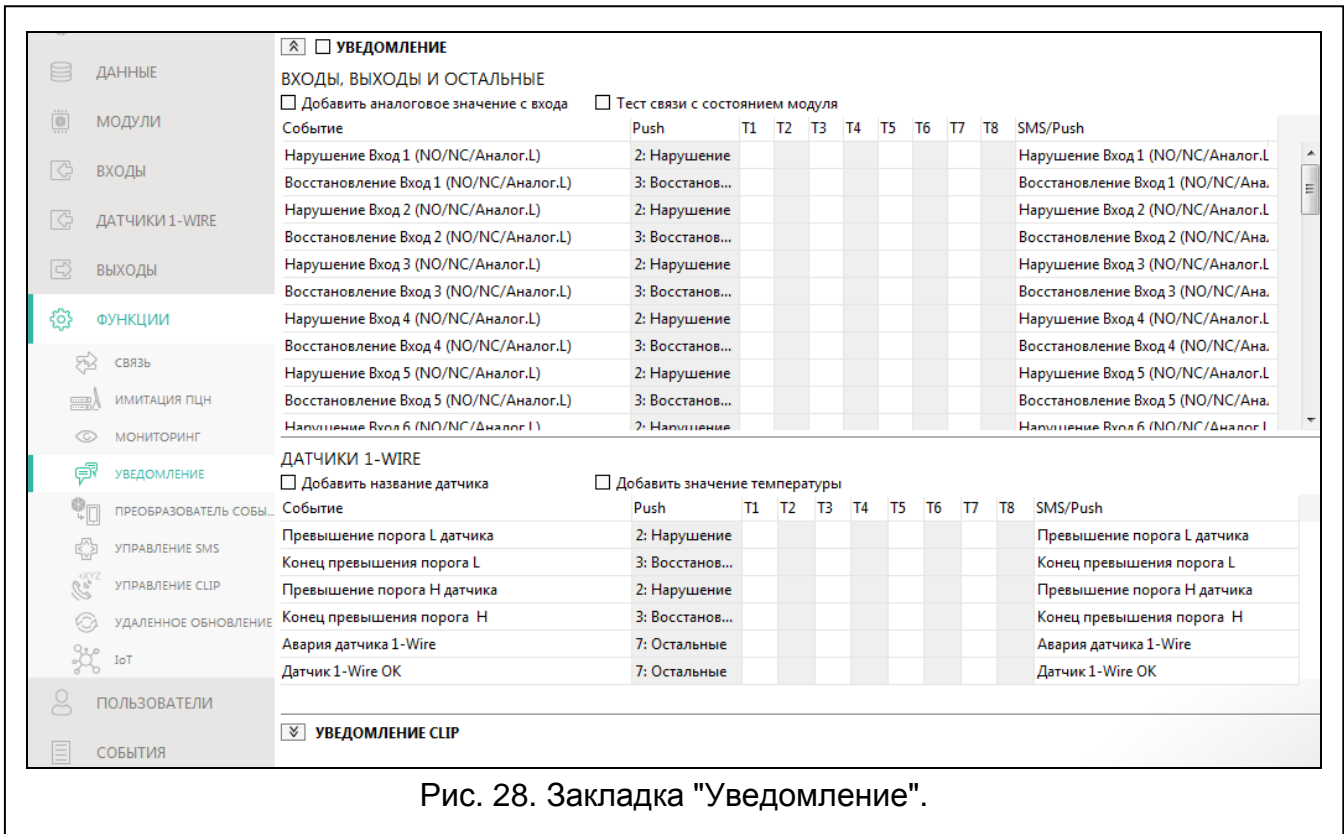 ДАННЫЕ
МОДУЛИ
ВХОДЫ
ДАТЧИКИ 1-WIRE
ВЫХОДЫ
ФУНКЦИИ
СВЯЗЬ
ИМИТАЦИЯ ПЦН
МОНИТОРИНГ
УВЕДОМЛЕНИЕ
ПРЕОБРАЗОВАТЕЛЬ СОБЫ...
УПРАВЛЕНИЕ SMS
УПРАВЛЕНИЕ CLIP
УДАЛЕННОЕ ОБНОВЛЕНИЕ
IoT
ПОЛЬЗОВАТЕЛИ
СОБЫТИЯ
УВЕДОМЛЕНИЕ
ВХОДЫ, ВЫХОДЫ И ОСТАЛЬНЫЕ
Добавить аналоговое значение с входа Тест связи с состоянием модуля
Событие Push T1 T2 T3 T4 T5 T6 T7 T8 SMS/Push
Нарушение Вход 1 (NO/NC/Аналог.L) 2: Нарушение Нарушение Вход 1 (NO/NC/Аналог.L
Восстановление Вход 1 (NO/NC/Аналог.L) 3: Восстанов... Восстановление Вход 1 (NO/NC/Ана.
Нарушение Вход 2 (NO/NC/Аналог.L) 2: Нарушение Нарушение Вход 2 (NO/NC/Аналог.L
Восстановление Вход 2 (NO/NC/Аналог.L) 3: Восстанов... Восстановление Вход 2 (NO/NC/Ана.
Нарушение Вход 3 (NO/NC/Аналог.L) 2: Нарушение Нарушение Вход 3 (NO/NC/Аналог.L
Восстановление Вход 3 (NO/NC/Аналог.L) 3: Восстанов... Восстановление Вход 3 (NO/NC/Ана.
Нарушение Вход 4 (NO/NC/Аналог.L) 2: Нарушение Нарушение Вход 4 (NO/NC/Аналог.L
Восстановление Вход 4 (NO/NC/Аналог.L) 3: Восстанов... Восстановление Вход 4 (NO/NC/Ана.
Нарушение Вход 5 (NO/NC/Аналог.L) 2: Нарушение Нарушение Вход 5 (NO/NC/Аналог.L
Восстановление Вход 5 (NO/NC/Аналог.L) 3: Восстанов... Восстановление Вход 5 (NO/NC/Ана.
Нарушение Вход 6 (NO/NC/Аналог.L) 2: Нарушение Нарушение Вход 6 (NO/NC/Аналог.L
ДАТЧИКИ 1-WIRE
Добавить название датчика Добавить значение температуры
Событие Push T1 T2 T3 T4 T5 T6 T7 T8 SMS/Push
Превышение порога L датчика 2: Нарушение Превышение порога L датчика
Конец превышения порога L 3: Восстанов... Конец превышения порога L
Превышение порога H датчика 2: Нарушение Превышение порога H датчика
Конец превышения порога H 3: Восстанов... Конец превышения порога H
Авария датчика 1-Wire 7: Остальные Авария датчика 1-Wire
Датчик 1-Wire OK 7: Остальные Датчик 1-Wire OK
УВЕДОМЛЕНИЕ CLIP
Рис. 28. Закладка "Уведомление".